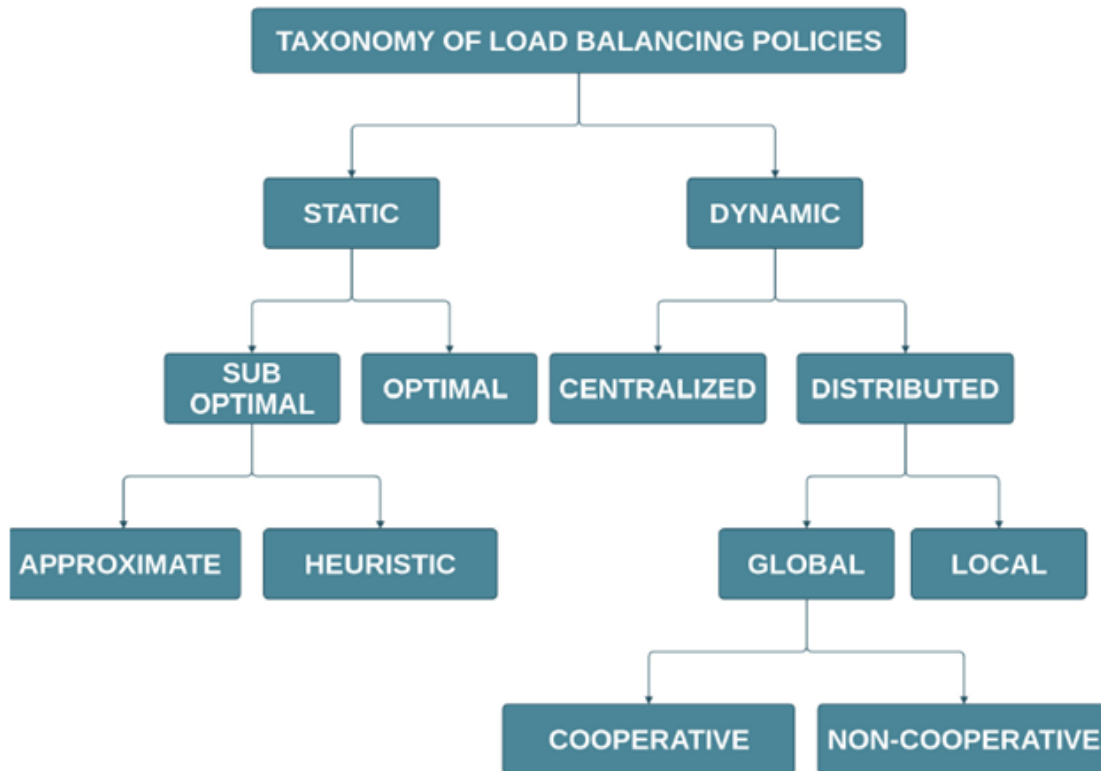 TAXONOMY OF LOAD BALANCING POLICIES
STATIC
DYNAMIC
SUB
OPTIMAL
OPTIMAL
CENTRALIZED
DISTRIBUTED
APPROXIMATE
HEURISTIC
GLOBAL
LOCAL
COOPERATIVE
NON-COOPERATIVE